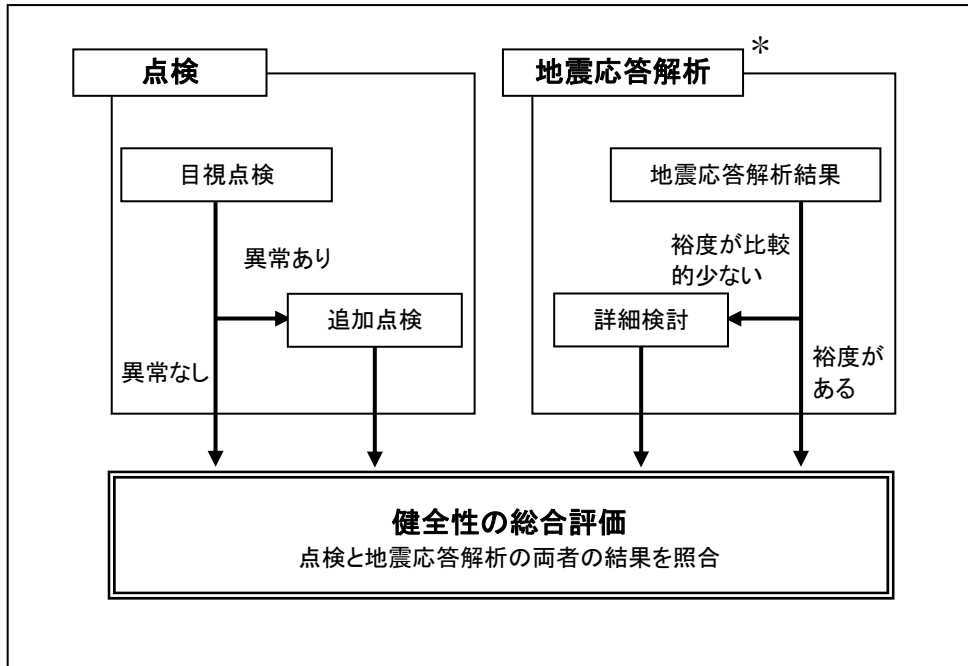 点検
目視点検
異常あり
追加点検
異常なし
地震応答解析
＊
地震応答解析結果
裕度が比較
的少ない
詳細検討
裕度が
ある
健全性の総合評価
点検と地震応答解析の両者の結果を照合